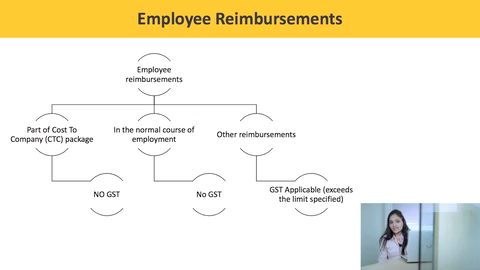 Employee Reimbursements
Employee
reimbursements
Part of Cost To
Company (CTC) package
In the normal course of
employment
Other reimbursements
NO GST
No GST
GST Applicable (exceeds
the limit specified)